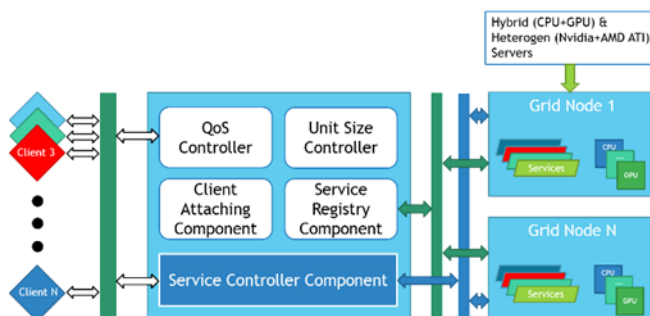 Hybrid (CPU+GPU) &
Heterogen (Nvidia+AMD ATI)
Servers
Client 3
Client N
QoS
Controller
Unit Size
Controller
Client
Attaching
Component
Service
Registry
Component
Service Controller Component
Grid Node 1
Services
CPU
...
GPU
Grid Node N
Services
CPU
...
GPU